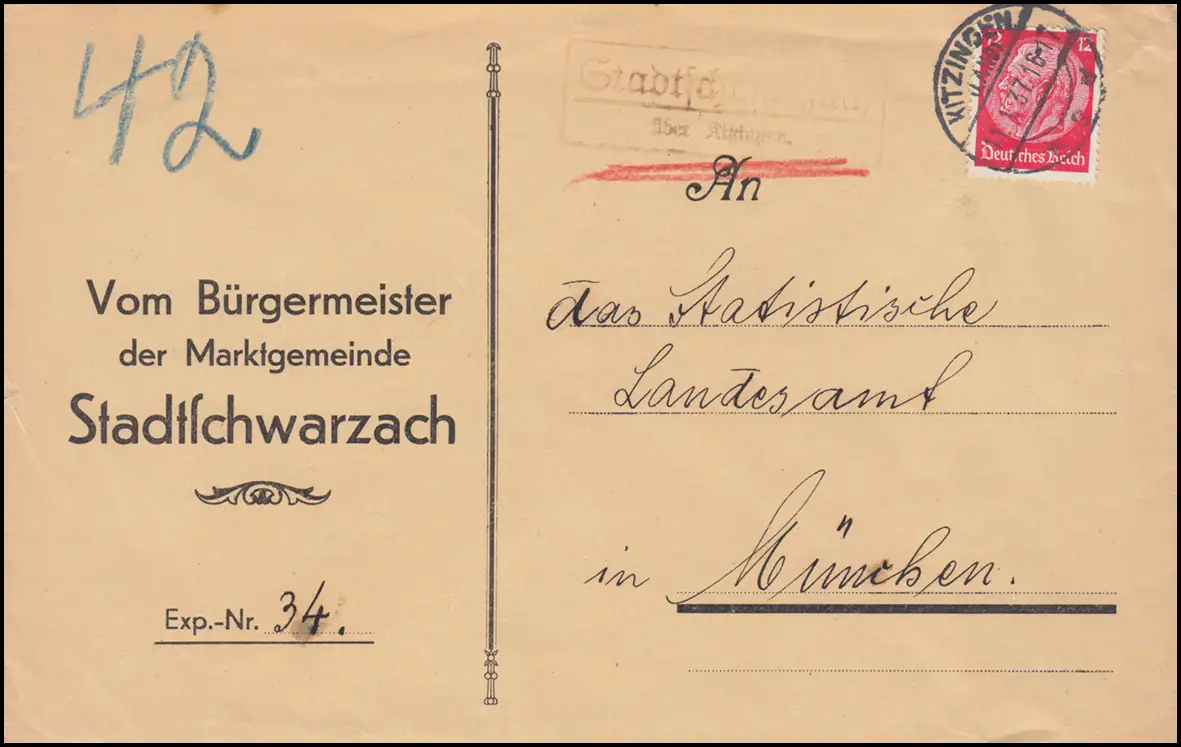 42
Vom Bürgermeister
der Marktgemeinde
Stadtſchwarzach
Exp.-Nr. 34.
Stadtſchwarzach
über Kitzingen.
KITZINGEN
12 12
Deutſches Reich
An
das Statistische
Landesamt
in München.